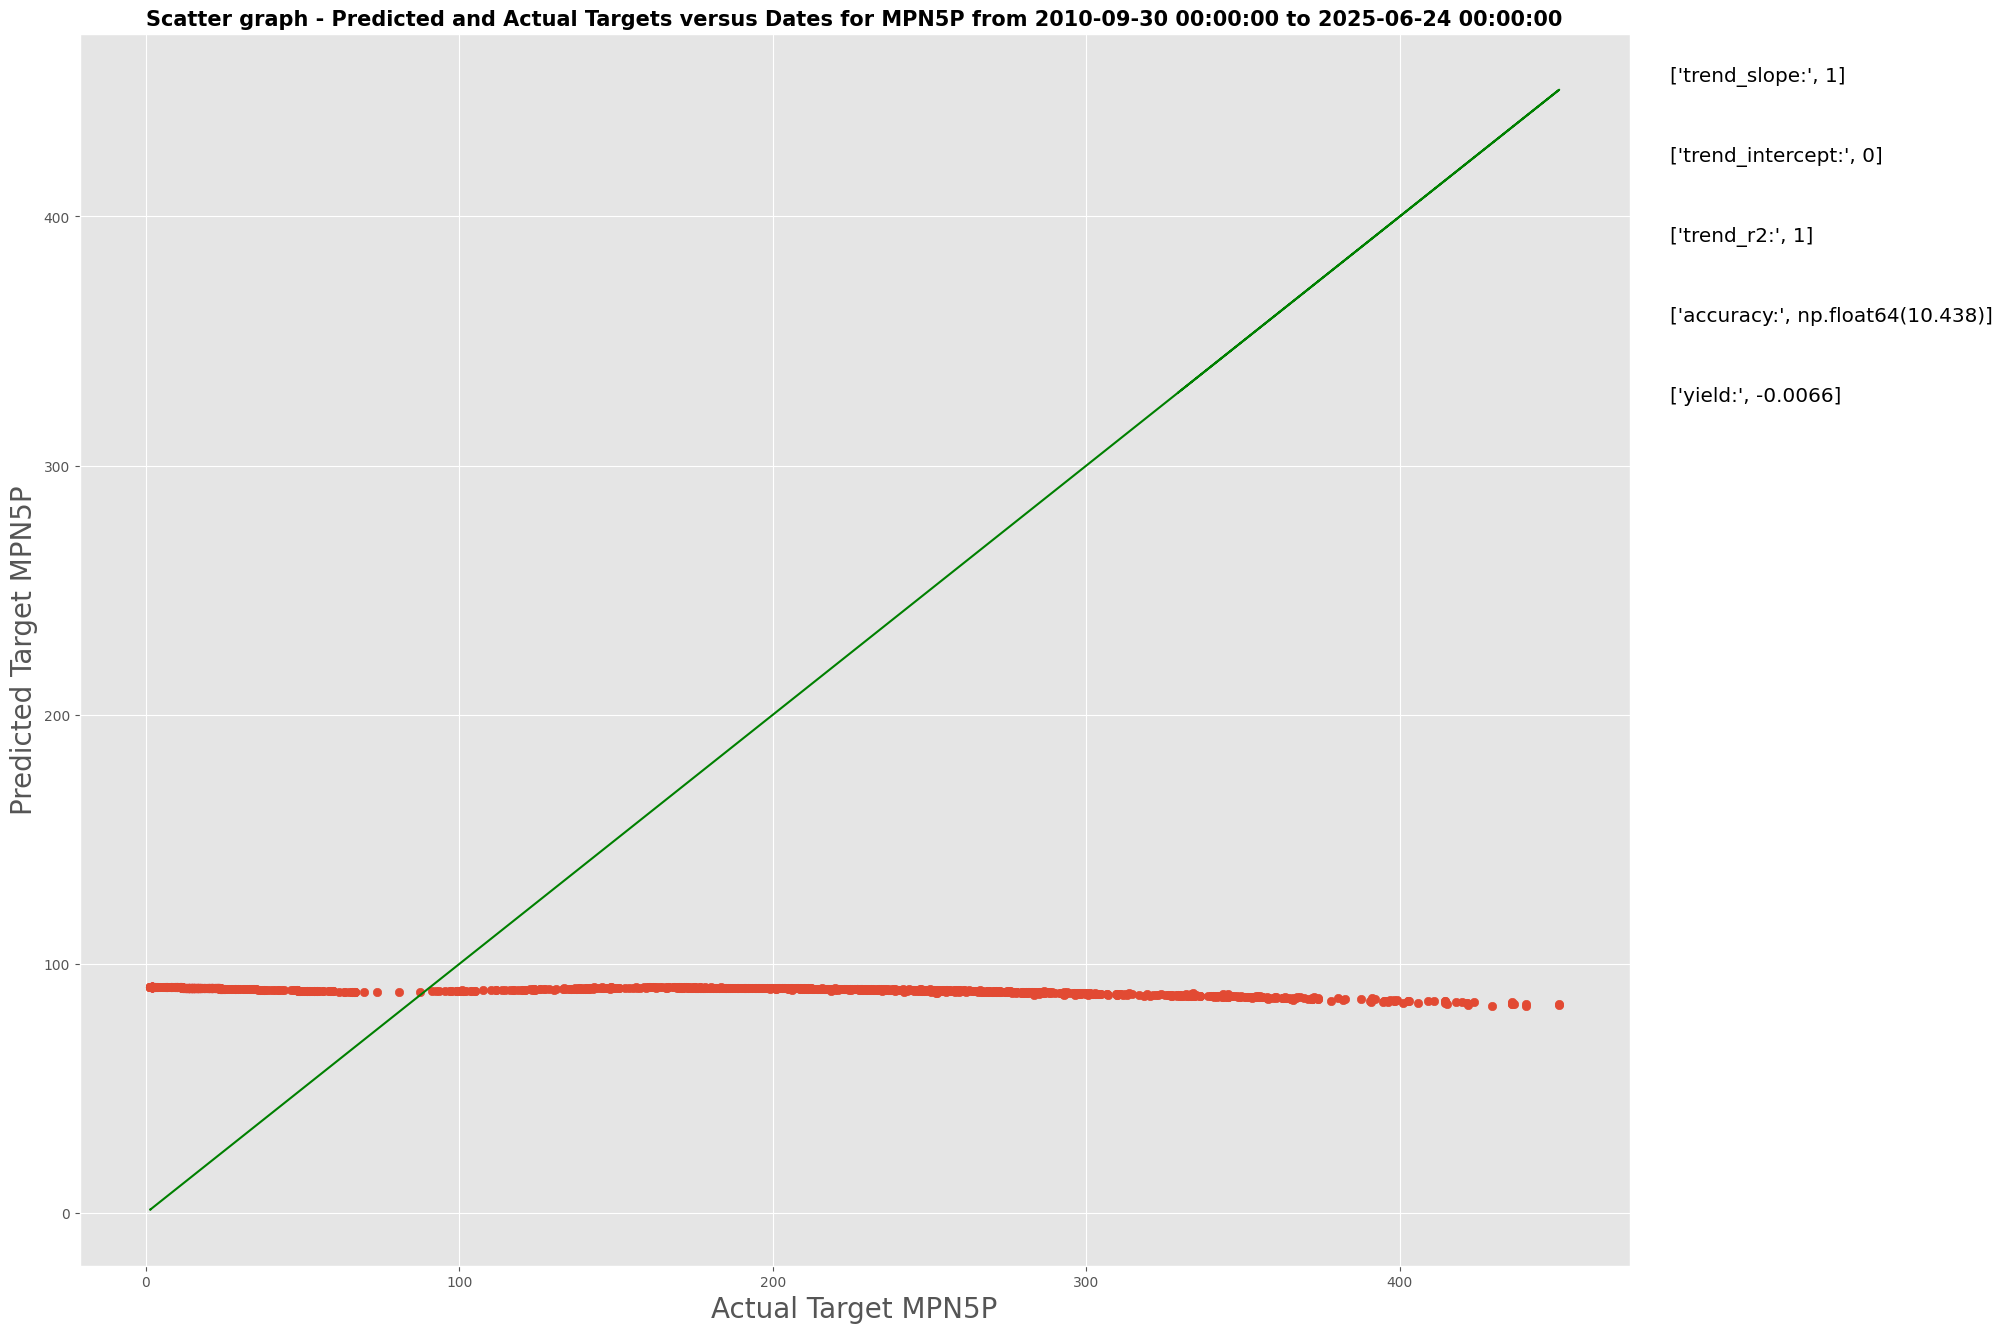 Scatter graph - Predicted and Actual Targets versus Dates for MPN5P from 2010-09-30 00:00:00 to 2025-06-24 00:00:00
['trend_slope:', 1]
['trend_intercept:', 0]
['trend_r2:', 1]
['accuracy:', np.float64(10.438)]
['yield:', -0.0066]
Predicted Target MPN5P
400
300
200
100
0
0 100 200 300 400
Actual Target MPN5P